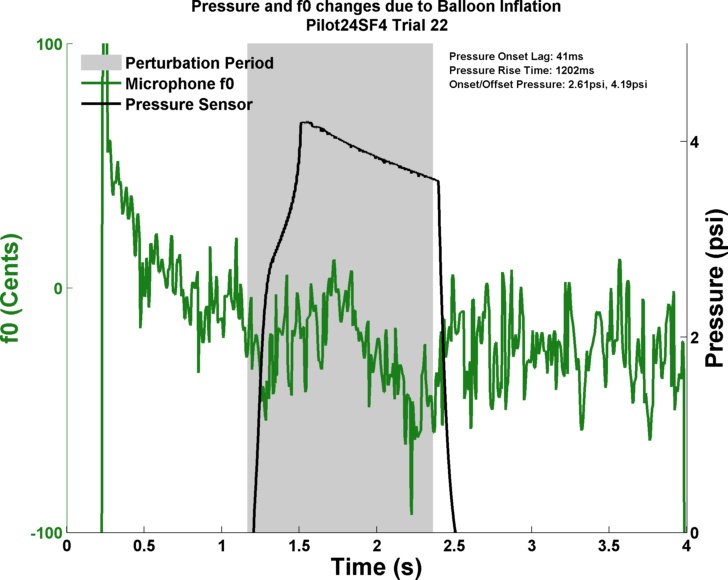 Pressure and f0 changes due to Balloon Inflation
Pilot24SF4 Trial 22
Perturbation Period
Microphone f0
Pressure Sensor
Pressure Onset Lag: 41ms
Pressure Rise Time: 1202ms
Onset/Offset Pressure: 2.61psi, 4.19psi
100
0
-100
f0 (Cents)
4
2
0
Pressure (psi)
0 0.5 1 1.5 2 2.5 3 3.5 4
Time (s)